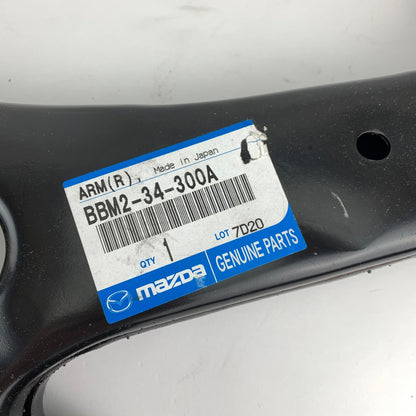 ARM(R), Made in Japan
BBM2-34-300A
QTY 1 LOT 7D20
mazda GENUINE PARTS